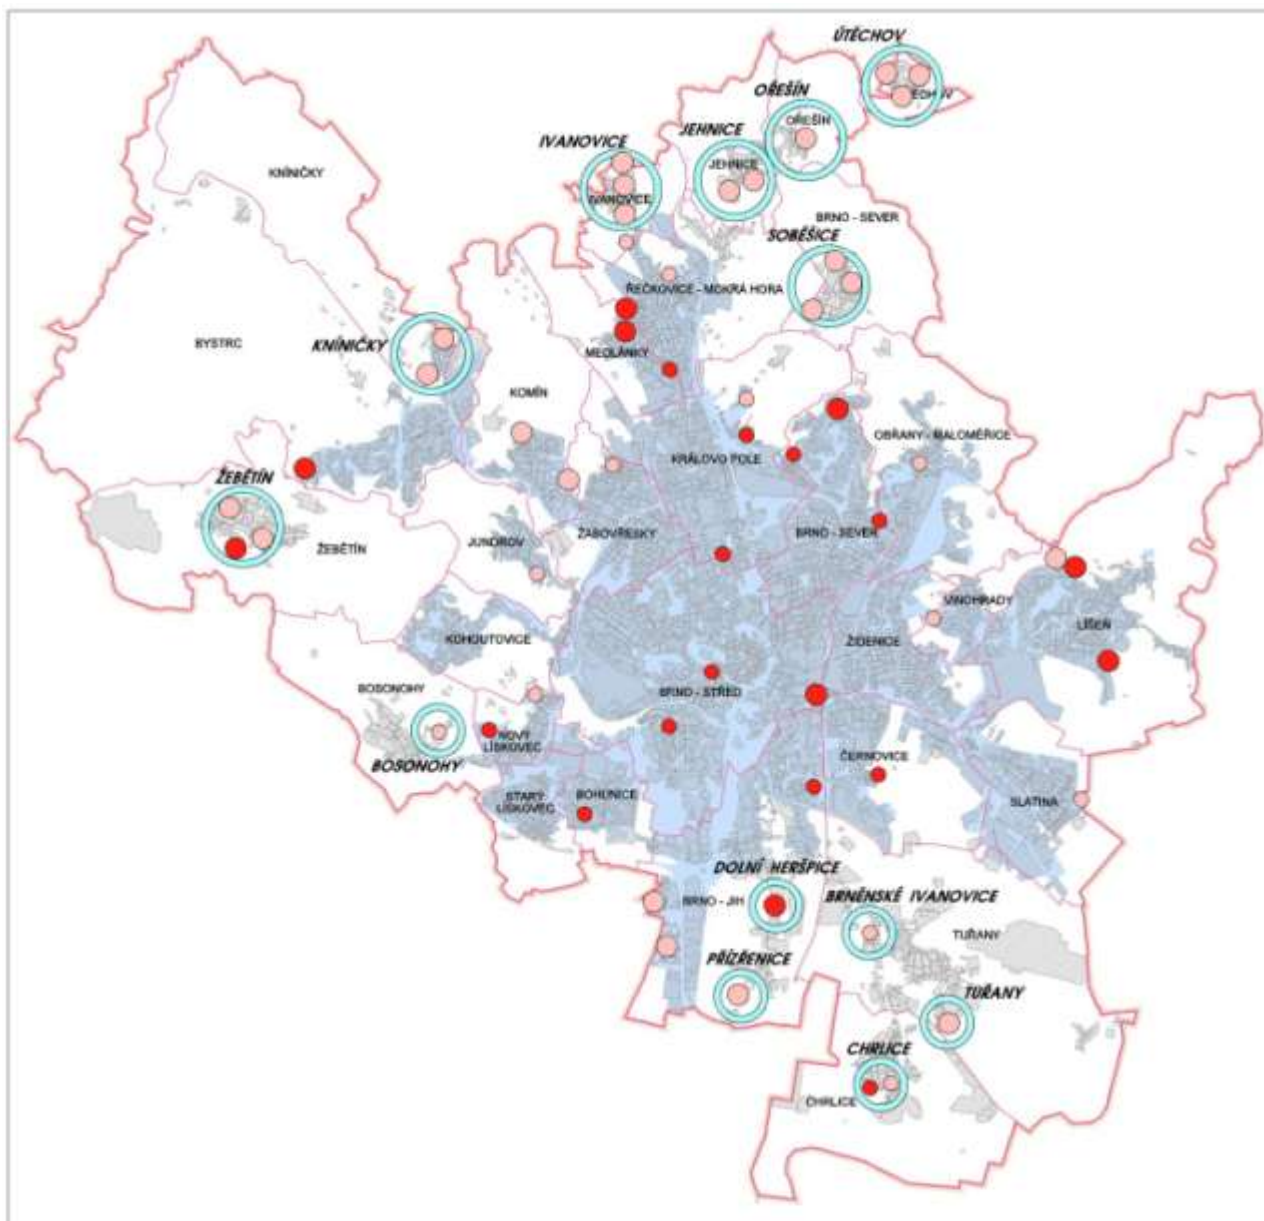 ÚTĚCHOV
ECHOV
OŘEŠÍN
OŘEŠÍN
JEHNICE
JEHNICE
IVANOVICE
IVANOVICE
KNÍNIČKY
BRNO - SEVER
SOBĚŠICE
ŘEČKOVICE - MOKRÁ HORA
BYSTRC
KNÍNIČKY
MEDLÁNKY
KOMÍN
OBŘANY - MALOMĚŘICE
KRÁLOVO POLE
ŽEBĚTÍN
ŽEBĚTÍN
JUNDROV
ŽABOVŘESKY
BRNO - SEVER
VINOHRADY
LÍŠEŇ
KOHOUTOVICE
ŽIDENICE
BOSONOHY
BRNO - STŘED
NOVÝ
LÍSKOVEC
BOSONOHY
ČERNOVICE
STARÝ
LÍSKOVEC
BOHUNICE
SLATINA
DOLNÍ HERŠPICE
BRNO - JIH
BRNĚNSKÉ IVANOVICE
TUŘANY
PŘÍZŘENICE
TUŘANY
CHRLICE
CHRLICE